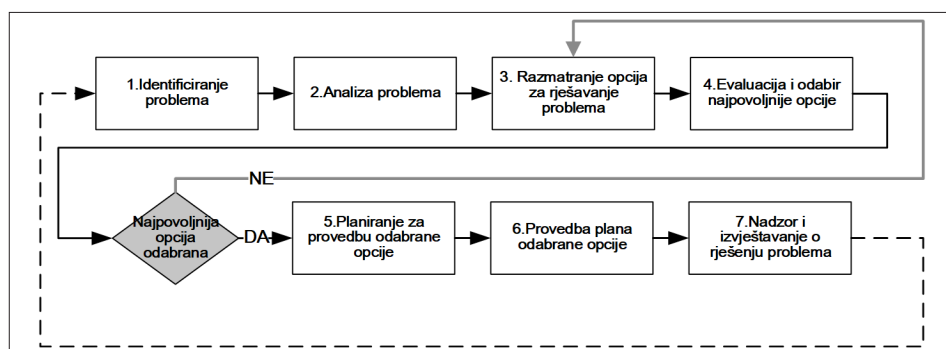 1.Identificiranje
problema
2.Analiza problema
3. Razmatranje opcija
za rješavanje
problema
4.Evaluacija i odabir
najpovoljnije opcije
NE
Najpovoljnija
opcija
odabrana
DA
5.Planiranje za
provedbu odabrane
opcije
6.Provedba plana
odabrane opcije
7.Nadzor i
izvještavanje o
rješenju problema